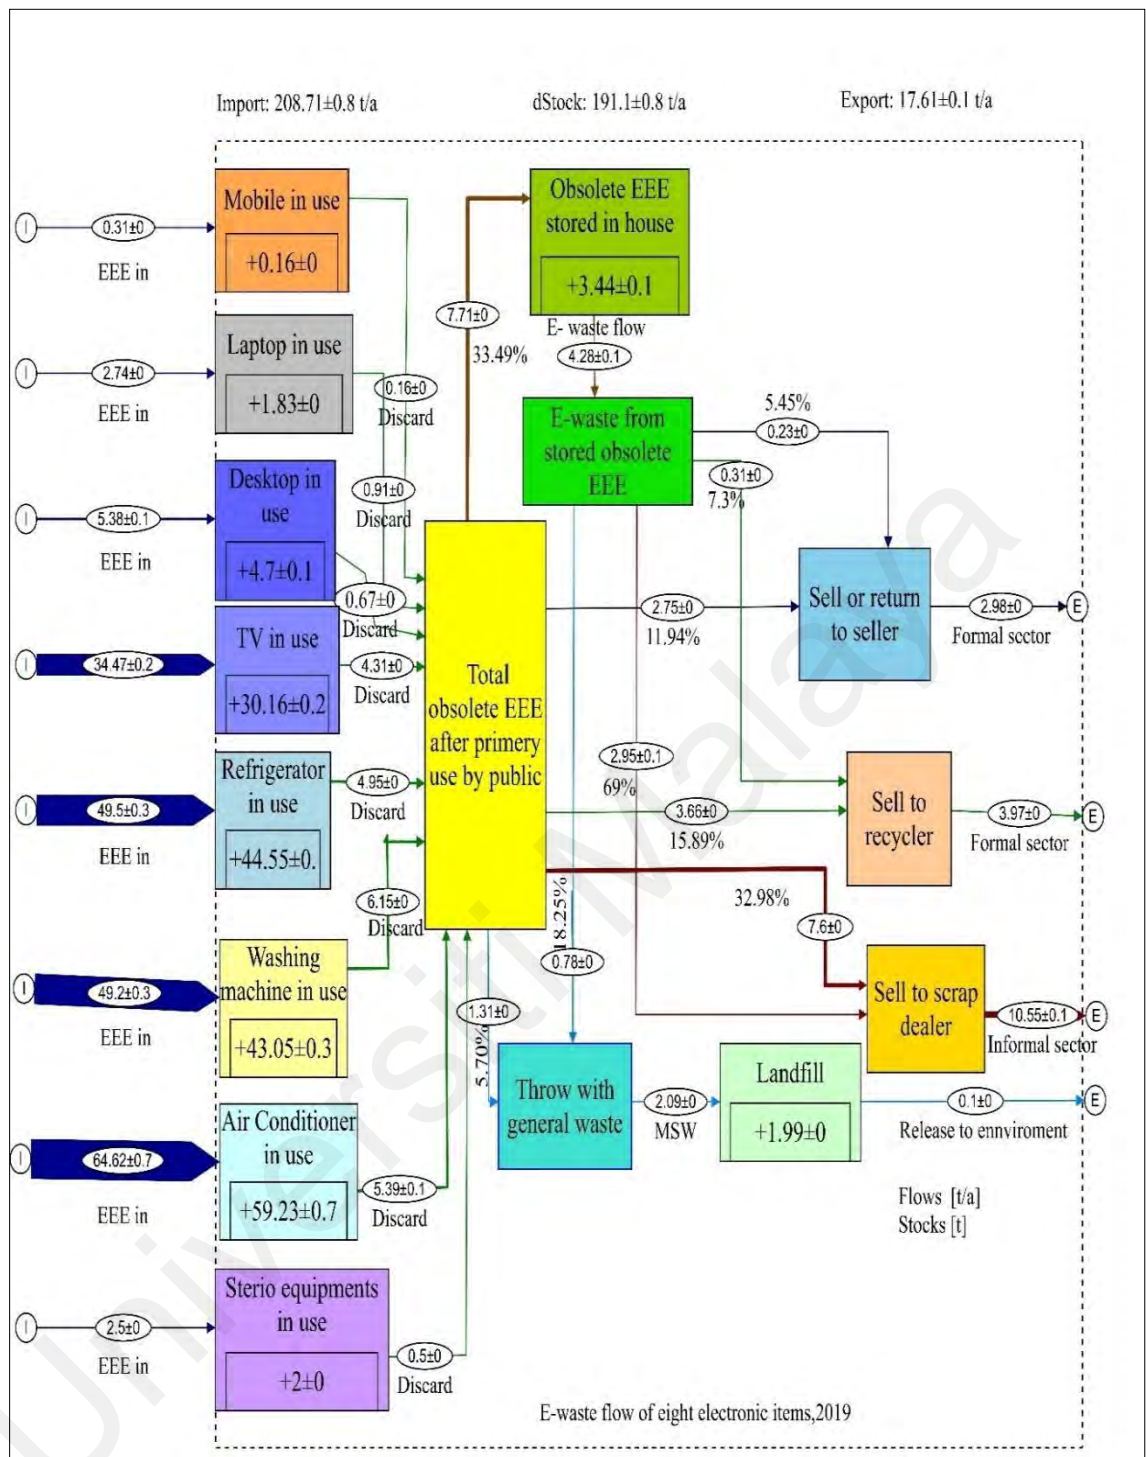 Import: 208.71±0.8 t/a
dStock: 191.1±0.8 t/a
Export: 17.61±0.1 t/a
I
0.31±0
EEE in
Mobile in use
+0.16±0
0.16±0
Discard
I
2.74±0
EEE in
Laptop in use
+1.83±0
0.91±0
Discard
I
5.38±0.1
EEE in
Desktop in
use
+4.7±0.1
0.67±0
Discard
I
34.47±0.2
TV in use
+30.16±0.2
4.31±0
Discard
I
49.5±0.3
EEE in
Refrigerator
in use
+44.55±0.
4.95±0
Discard
I
49.2±0.3
EEE in
Washing
machine in use
+43.05±0.3
6.15±0
Discard
I
64.62±0.7
EEE in
Air Conditioner
in use
+59.23±0.7
5.39±0.1
Discard
I
2.5±0
EEE in
Sterio equipments
in use
+2±0
0.5±0
Discard
Total
obsolete EEE
after primery
use by public
7.71±0
33.49%
Obsolete EEE
stored in house
+3.44±0.1
E- waste flow
4.28±0.1
E-waste from
stored obsolete
EEE
5.45%
0.23±0
0.31±0
7.3%
2.75±0
11.94%
Sell or return
to seller
2.98±0
Formal sector
E
2.95±0.1
69%
3.66±0
15.89%
Sell to
recycler
3.97±0
Formal sector
E
32.98%
7.6±0
18.25%
0.78±0
Sell to scrap
dealer
10.55±0.1
Informal sector
E
1.31±0
5.70%
Throw with
general waste
2.09±0
MSW
Landfill
+1.99±0
0.1±0
Release to ennviroment
E
Flows [t/a]
Stocks [t]
E-waste flow of eight electronic items,2019
Universiti Malaya